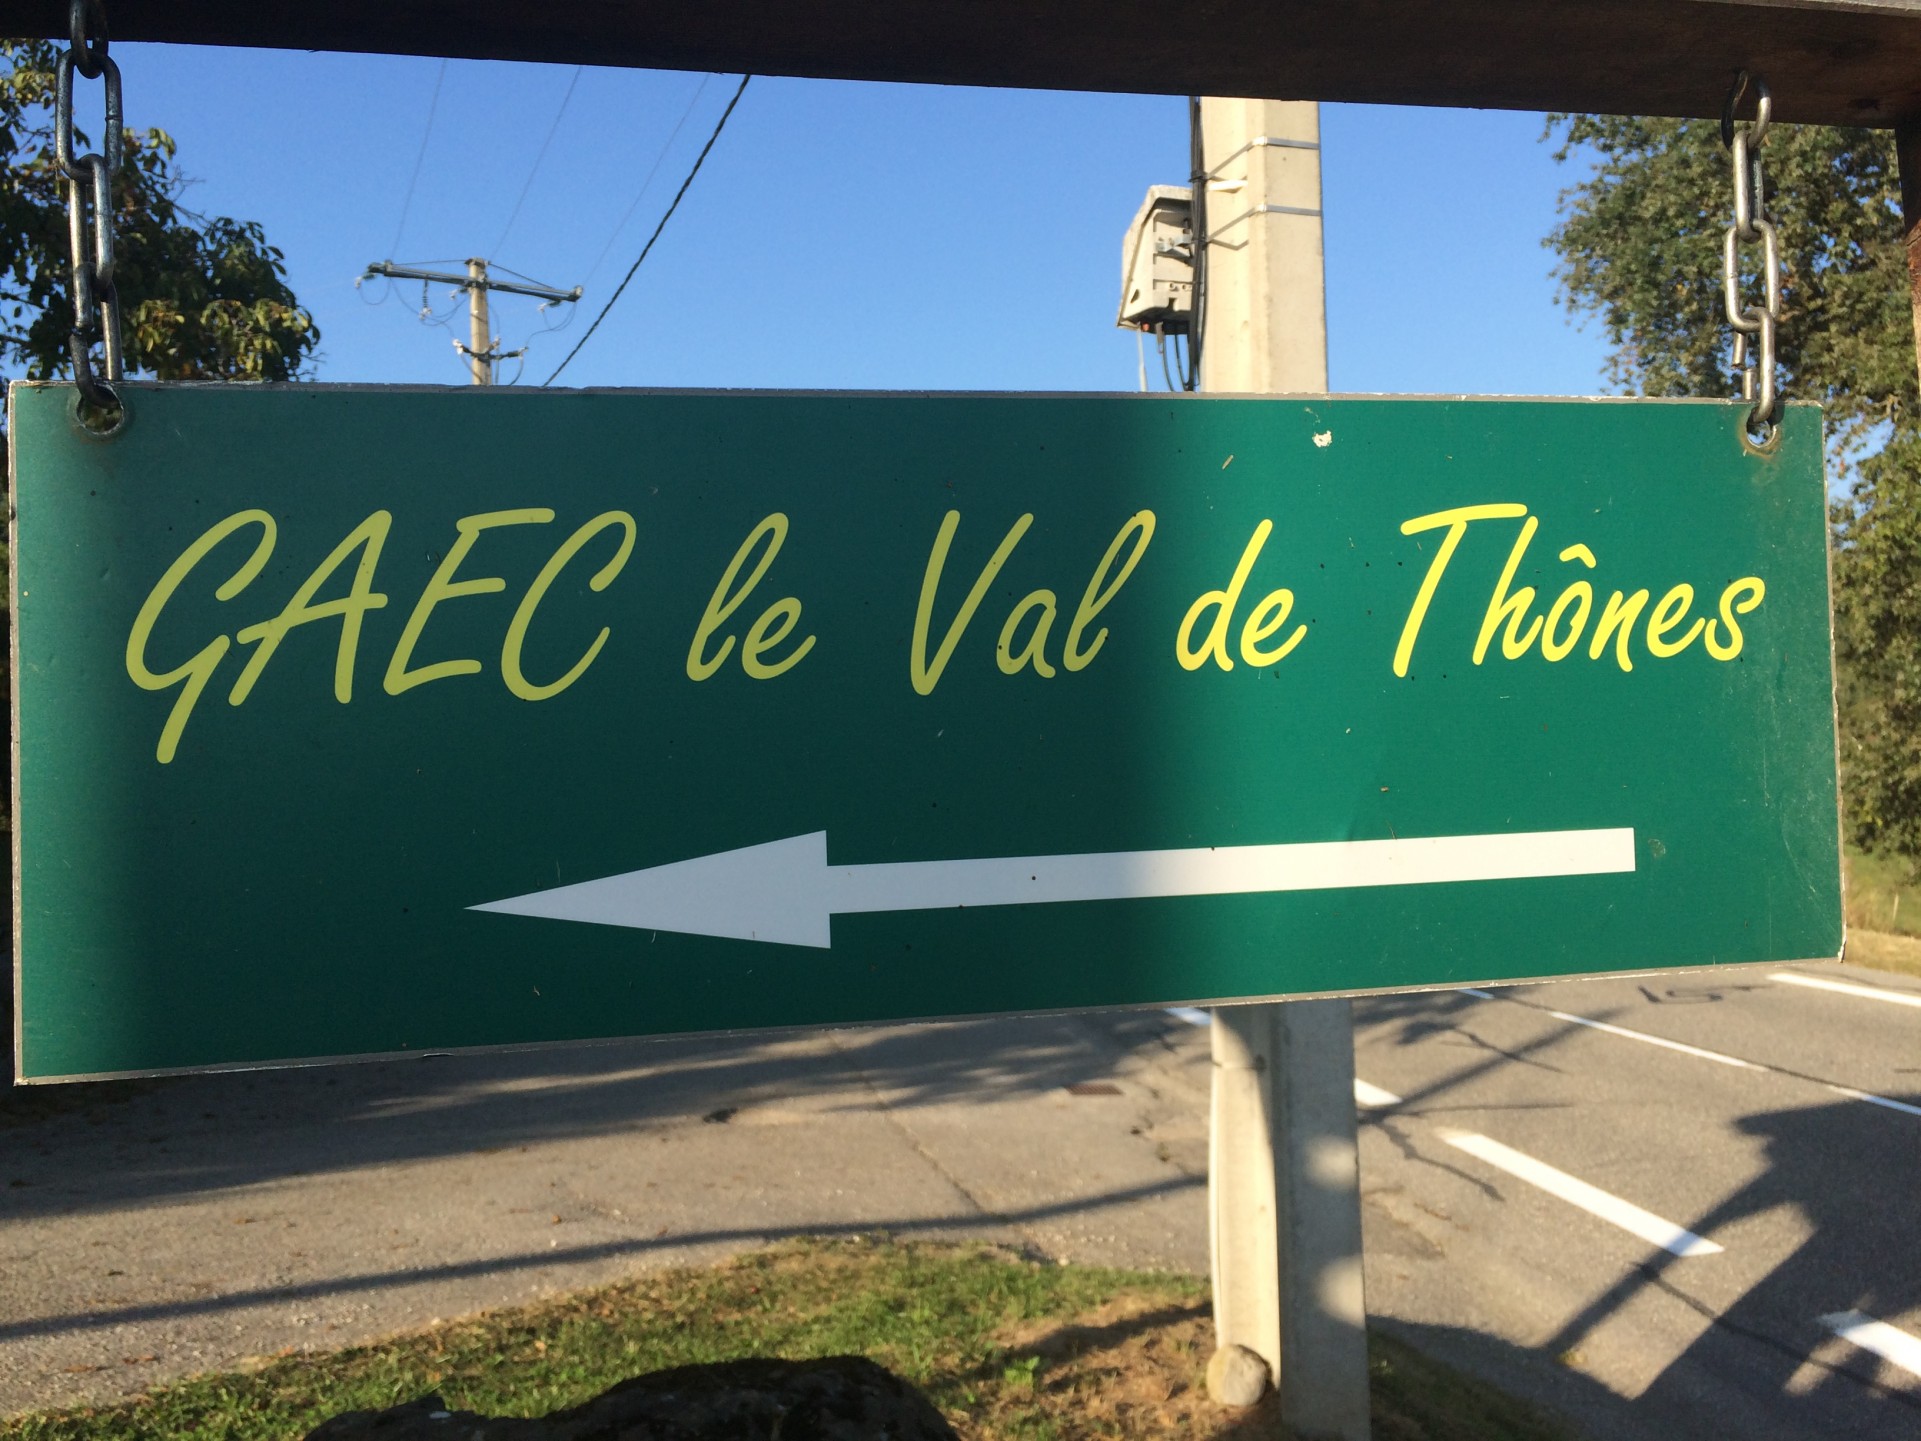 GAEC le Val de Thônes